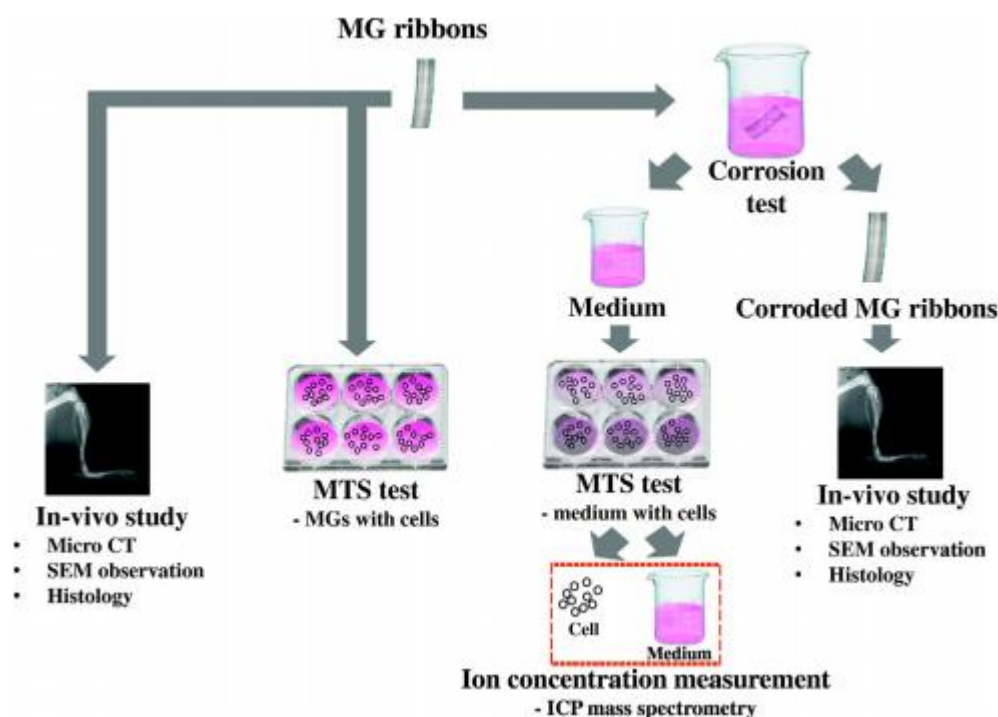 MG ribbons
Corrosion
test
Medium
Corroded MG ribbons
In-vivo study
• Micro CT
• SEM observation
• Histology
MTS test
- MGs with cells
MTS test
- medium with cells
In-vivo study
• Micro CT
• SEM observation
• Histology
Cell
Medium
Ion concentration measurement
- ICP mass spectrometry